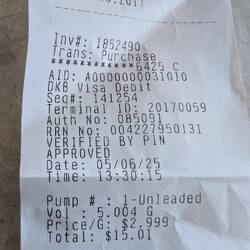 Inv#: 1852490
Trans: Purchase
************6425 C
AID: A0000000031010
DKB Visa Debit
Seq#: 141254
Terminal ID: 20170059
Auth No: 085091
RRN No: 004227950131
VERIFIED BY PIN
APPROVED
Date: 05/06/25
Time: 13:30:15
Pump # : 1-Unleaded
Vol : 5.004 G
Price/G: $2.999
Total: $15.01